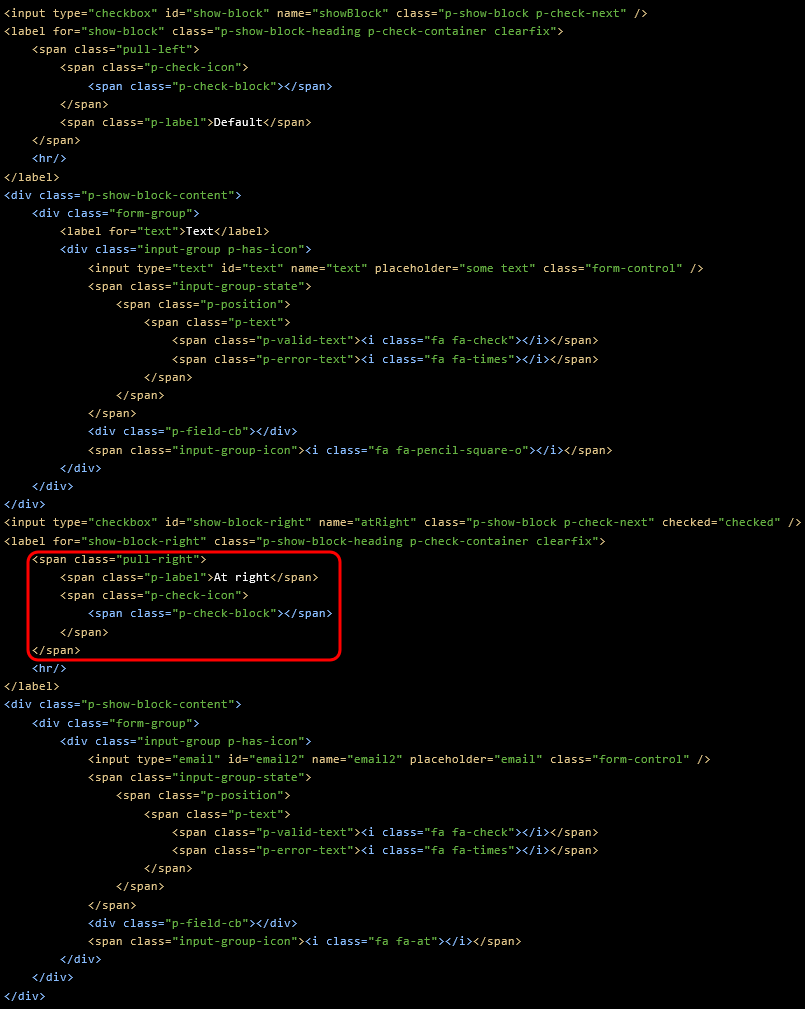 <input type="checkbox" id="show-block" name="showBlock" class="p-show-block p-check-next" />
<label for="show-block" class="p-show-block-heading p-check-container clearfix">
    <span class="pull-left">
        <span class="p-check-icon">
            <span class="p-check-block"></span>
        </span>
        <span class="p-label">Default</span>
    </span>
    <hr/>
</label>
<div class="p-show-block-content">
    <div class="form-group">
        <label for="text">Text</label>
        <div class="input-group p-has-icon">
            <input type="text" id="text" name="text" placeholder="some text" class="form-control" />
            <span class="input-group-state">
                <span class="p-position">
                    <span class="p-text">
                        <span class="p-valid-text"><i class="fa fa-check"></i></span>
                        <span class="p-error-text"><i class="fa fa-times"></i></span>
                    </span>
                </span>
            </span>
            <div class="p-field-cb"></div>
            <span class="input-group-icon"><i class="fa fa-pencil-square-o"></i></span>
        </div>
    </div>
</div>
<input type="checkbox" id="show-block-right" name="atRight" class="p-show-block p-check-next" checked="checked" />
<label for="show-block-right" class="p-show-block-heading p-check-container clearfix">
    <span class="pull-right">
        <span class="p-label">At right</span>
        <span class="p-check-icon">
            <span class="p-check-block"></span>
        </span>
    </span>
    <hr/>
</label>
<div class="p-show-block-content">
    <div class="form-group">
        <div class="input-group p-has-icon">
            <input type="email" id="email2" name="email2" placeholder="email" class="form-control" />
            <span class="input-group-state">
                <span class="p-position">
                    <span class="p-text">
                        <span class="p-valid-text"><i class="fa fa-check"></i></span>
                        <span class="p-error-text"><i class="fa fa-times"></i></span>
                    </span>
                </span>
            </span>
            <div class="p-field-cb"></div>
            <span class="input-group-icon"><i class="fa fa-at"></i></span>
        </div>
    </div>
</div>